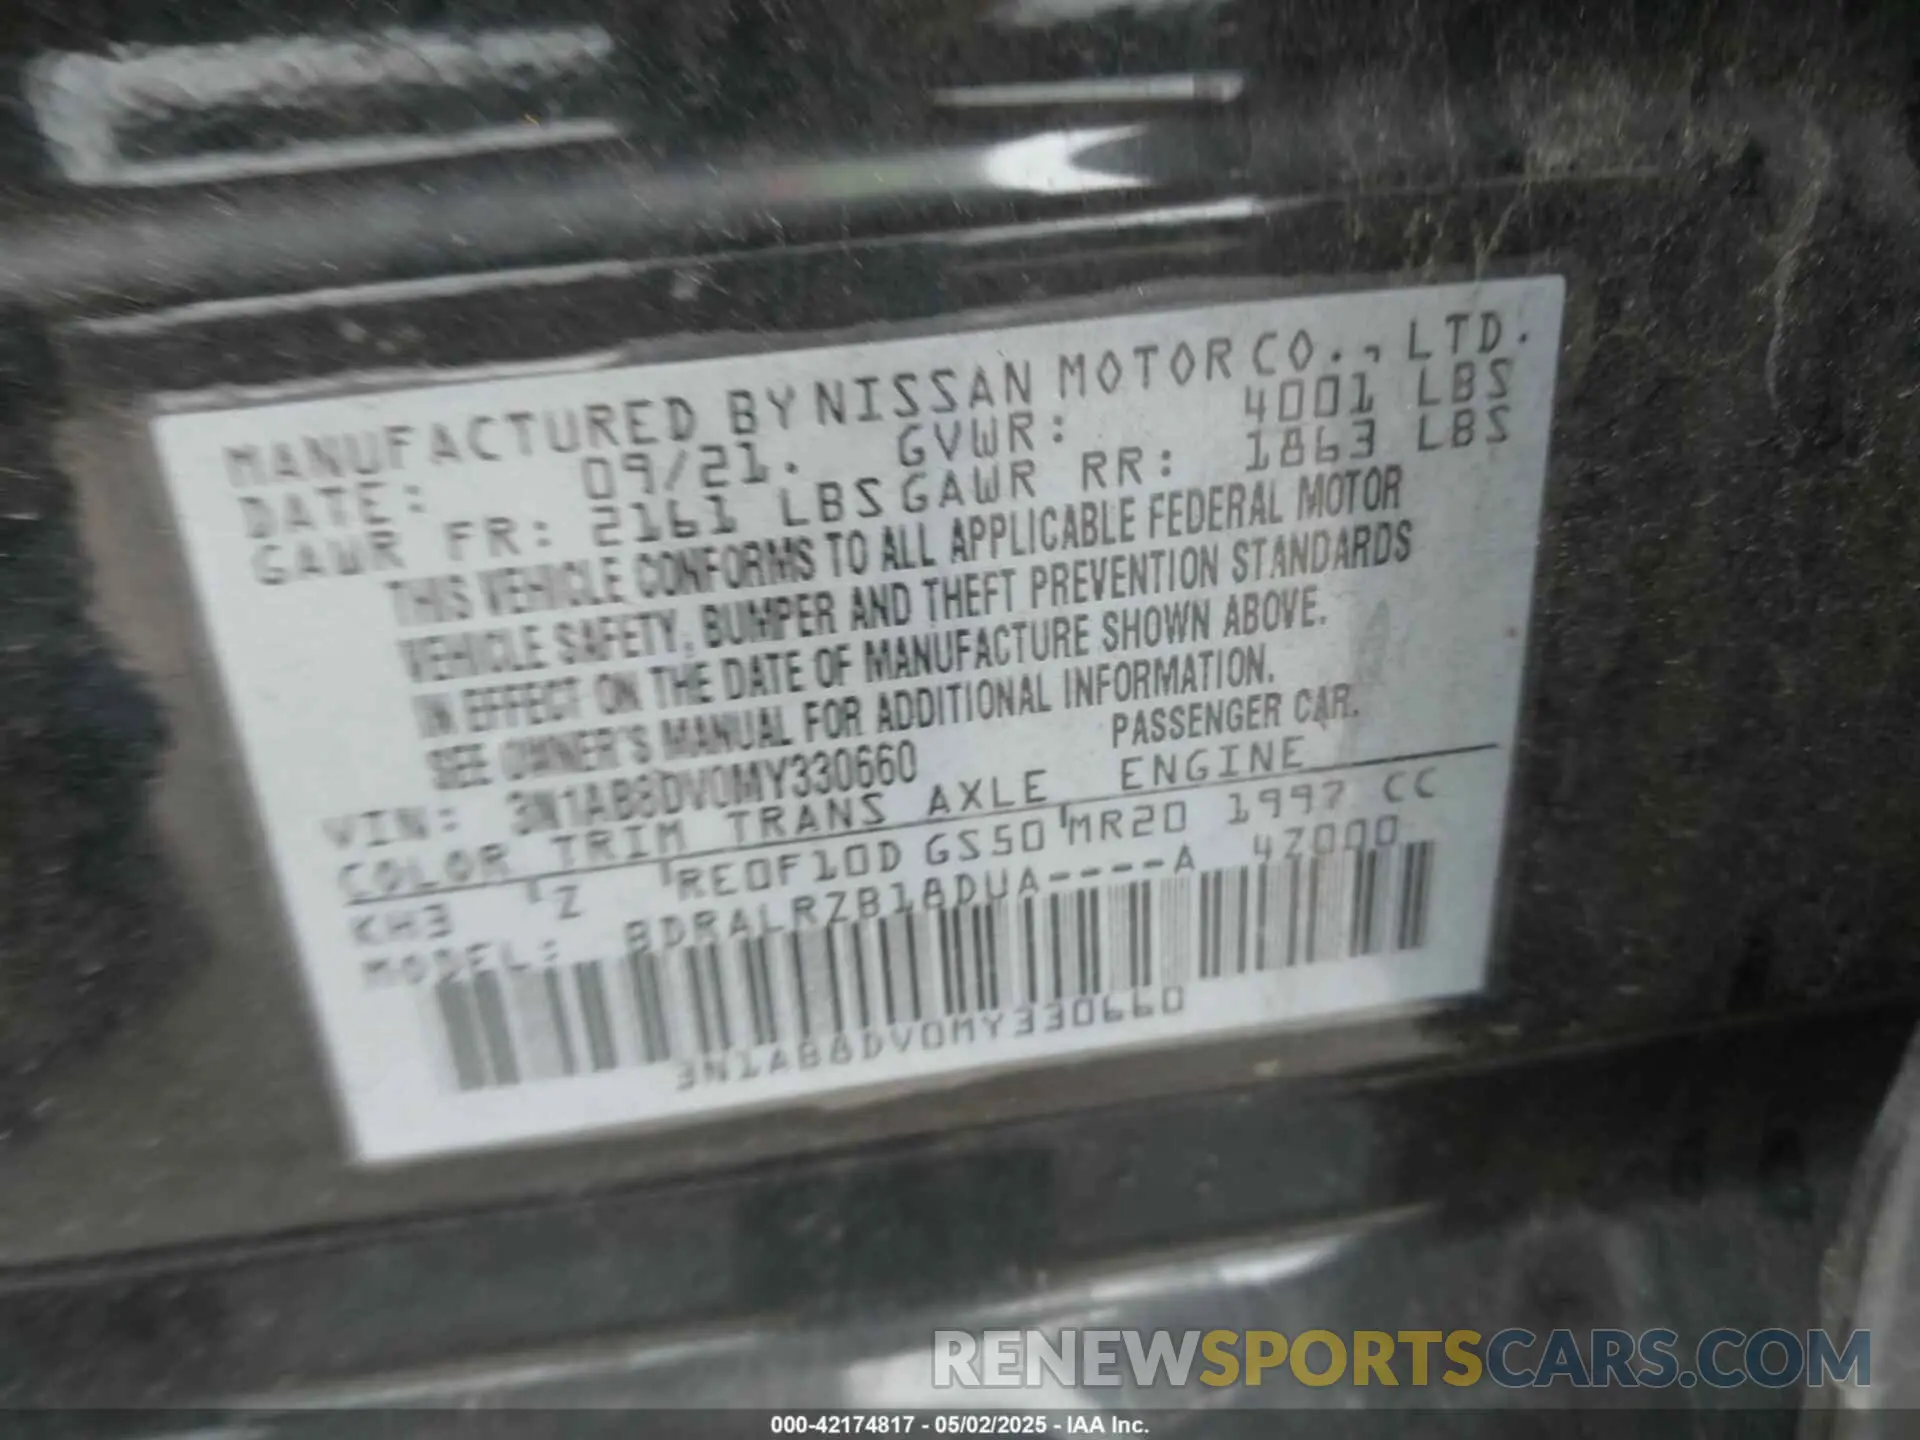 MANUFACTURED BY NISSAN MOTOR CO., LTD.
DATE: 09/21. GVWR: 4001 LBS
GAWR FR: 2161 LBS GAWR RR: 1863 LBS
THIS VEHICLE CONFORMS TO ALL APPLICABLE FEDERAL MOTOR
VEHICLE SAFETY, BUMPER AND THEFT PREVENTION STANDARDS
IN EFFECT ON THE DATE OF MANUFACTURE SHOWN ABOVE.
SEE OWNER'S MANUAL FOR ADDITIONAL INFORMATION.
PASSENGER CAR.
VIN: 3N1AB8DV0MY330660
COLOR TRIM TRANS AXLE ENGINE
KH3 Z RE0F10D GS50 MR20 1997 CC
MODEL: BDRALRZB18DUA----A 4Z000
3N1AB8DV0MY330660
RENEWSPORTSCARS.COM
000-42174817 - 05/02/2025 - IAA Inc.